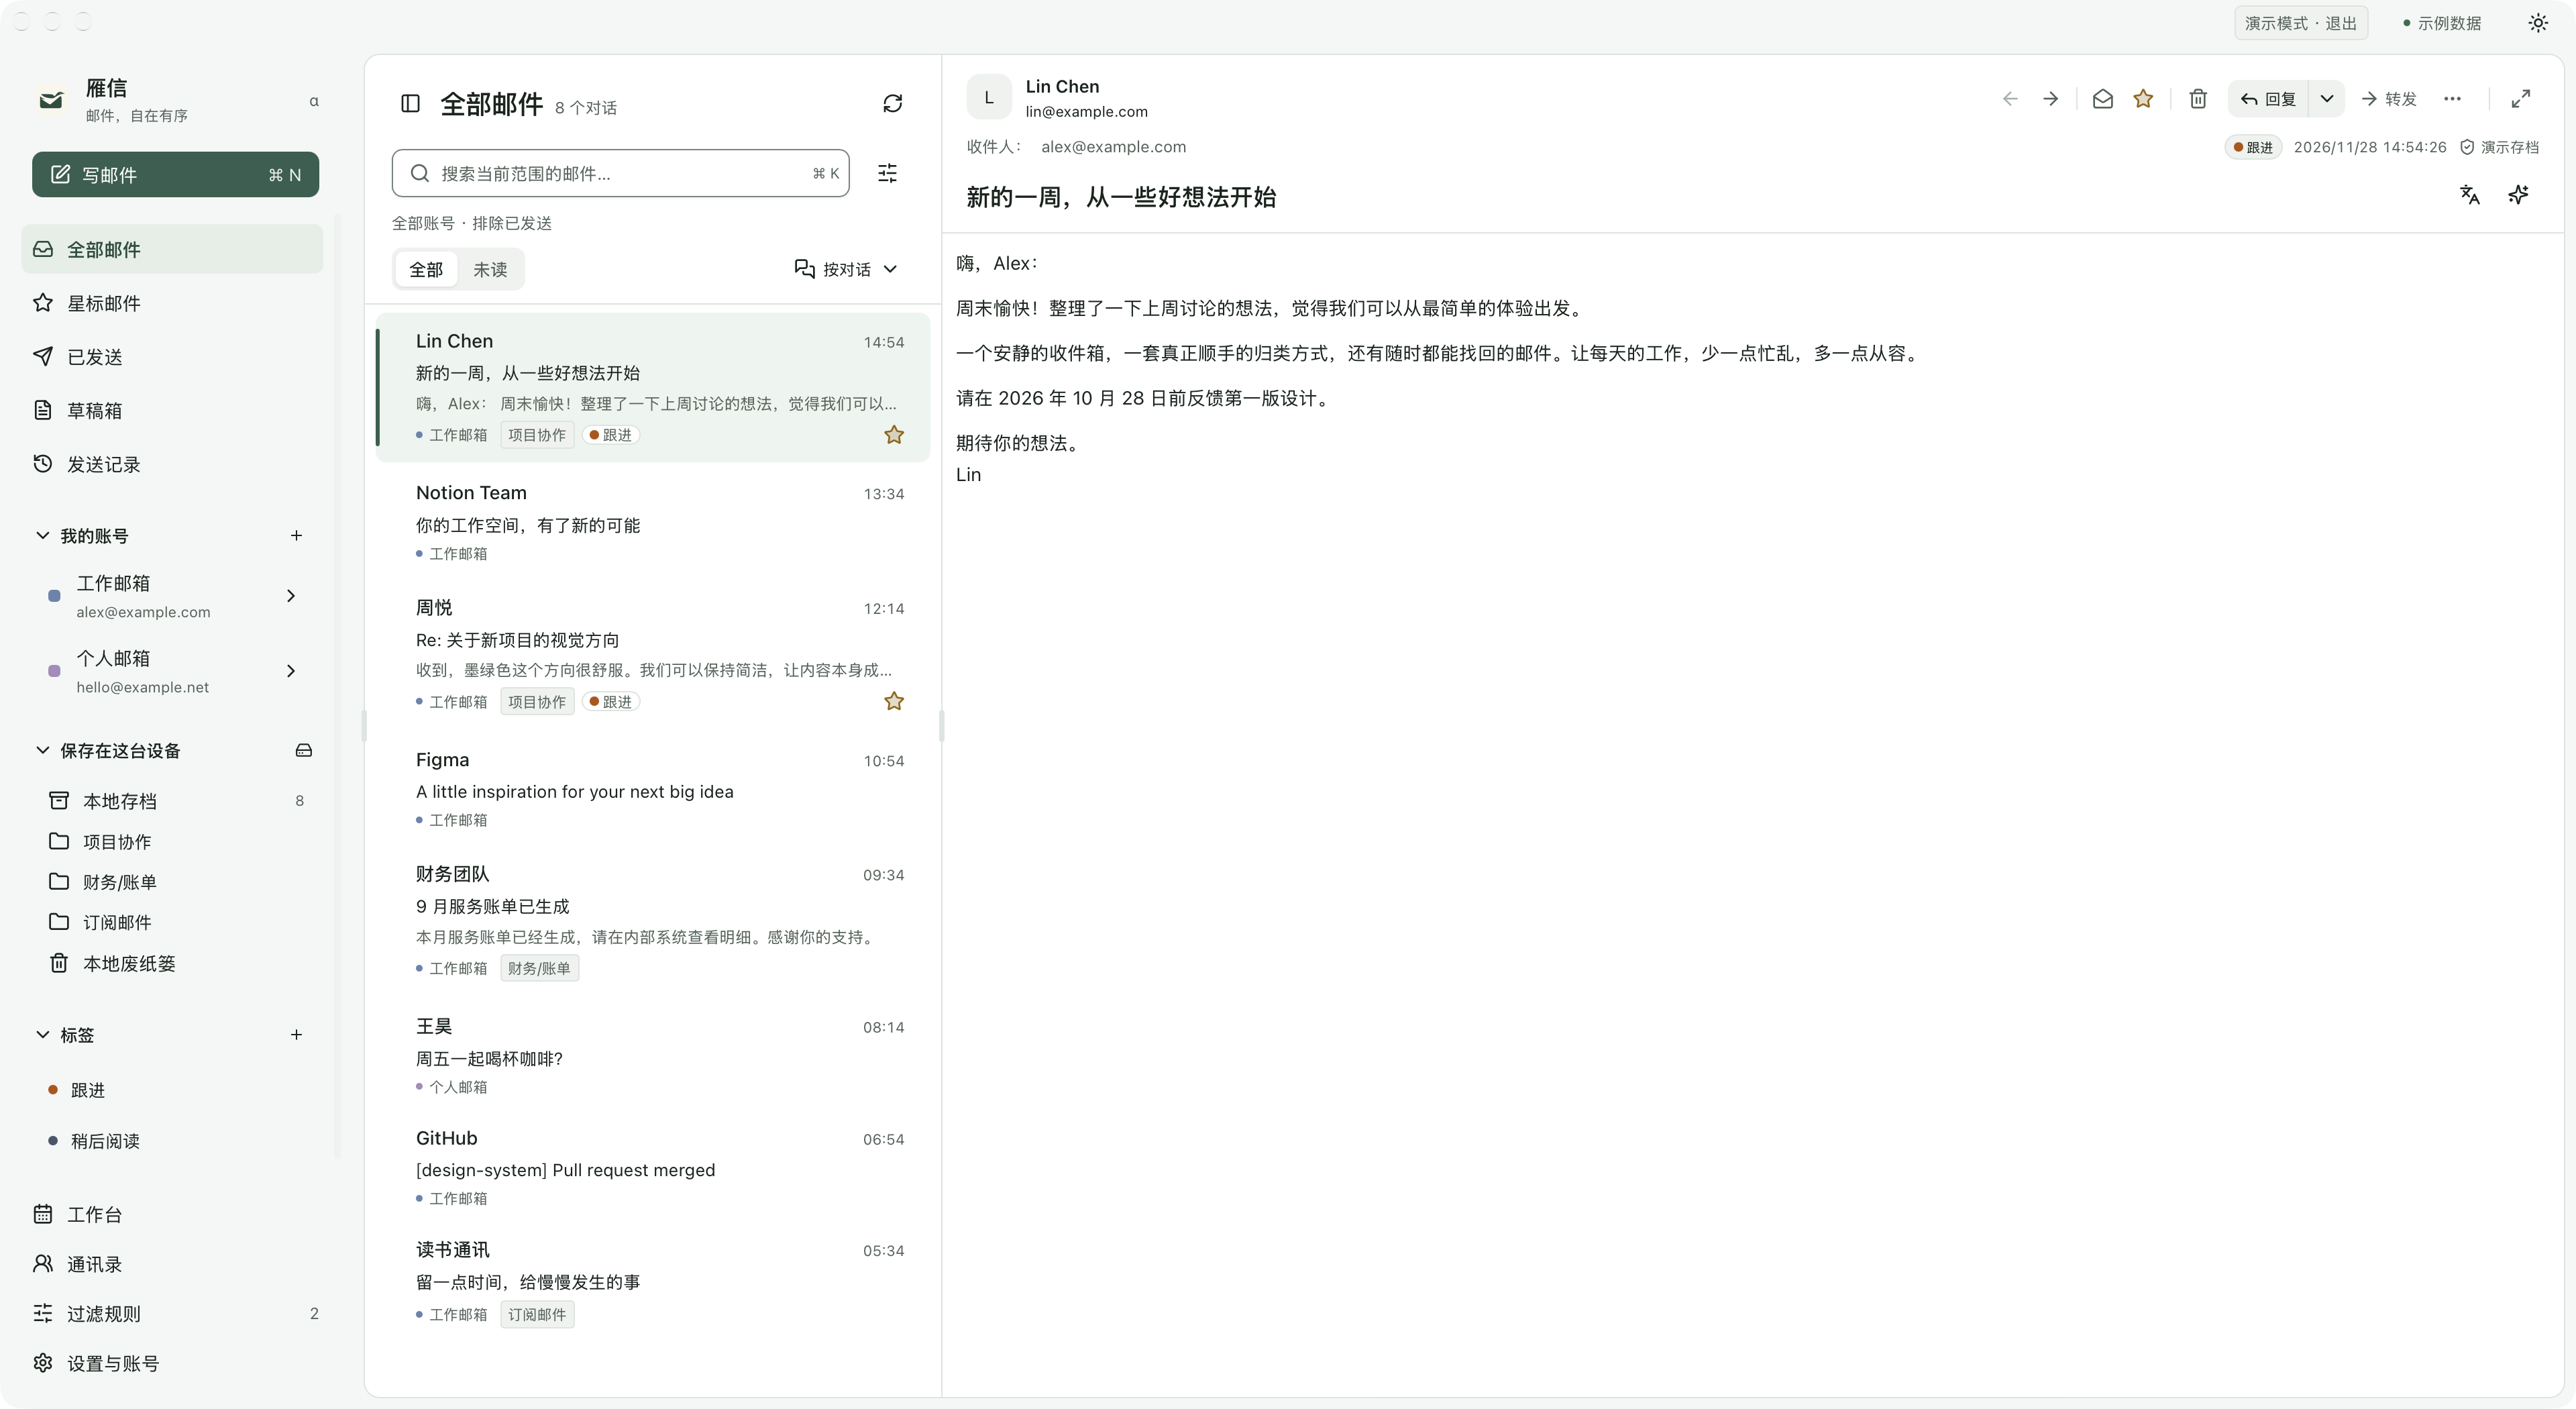 演示模式 · 退出
示例数据
雁信
邮件，自在有序
α
写邮件 ⌘ N
全部邮件
星标邮件
已发送
草稿箱
发送记录
我的账号
工作邮箱
alex@example.com
个人邮箱
hello@example.net
保存在这台设备
本地存档 8
项目协作
财务/账单
订阅邮件
本地废纸篓
标签
跟进
稍后阅读
工作台
通讯录
过滤规则 2
设置与账号
全部邮件 8 个对话
搜索当前范围的邮件... ⌘ K
全部账号 · 排除已发送
全部 未读 按对话
Lin Chen 14:54
新的一周，从一些好想法开始
嗨，Alex： 周末愉快！整理了一下上周讨论的想法，觉得我们可以...
工作邮箱 项目协作 跟进
Notion Team 13:34
你的工作空间，有了新的可能
工作邮箱
周悦 12:14
Re: 关于新项目的视觉方向
收到，墨绿色这个方向很舒服。我们可以保持简洁，让内容本身成...
工作邮箱 项目协作 跟进
Figma 10:54
A little inspiration for your next big idea
工作邮箱
财务团队 09:34
9 月服务账单已生成
本月服务账单已经生成，请在内部系统查看明细。感谢你的支持。
工作邮箱 财务/账单
王昊 08:14
周五一起喝杯咖啡?
个人邮箱
GitHub 06:54
[design-system] Pull request merged
工作邮箱
读书通讯 05:34
留一点时间，给慢慢发生的事
工作邮箱 订阅邮件
L
Lin Chen
lin@example.com
回复 转发
收件人： alex@example.com
跟进 2026/11/28 14:54:26 演示存档
新的一周，从一些好想法开始
嗨，Alex：
周末愉快！整理了一下上周讨论的想法，觉得我们可以从最简单的体验出发。
一个安静的收件箱，一套真正顺手的归类方式，还有随时都能找回的邮件。让每天的工作，少一点忙乱，多一点从容。
请在 2026 年 10 月 28 日前反馈第一版设计。
期待你的想法。
Lin